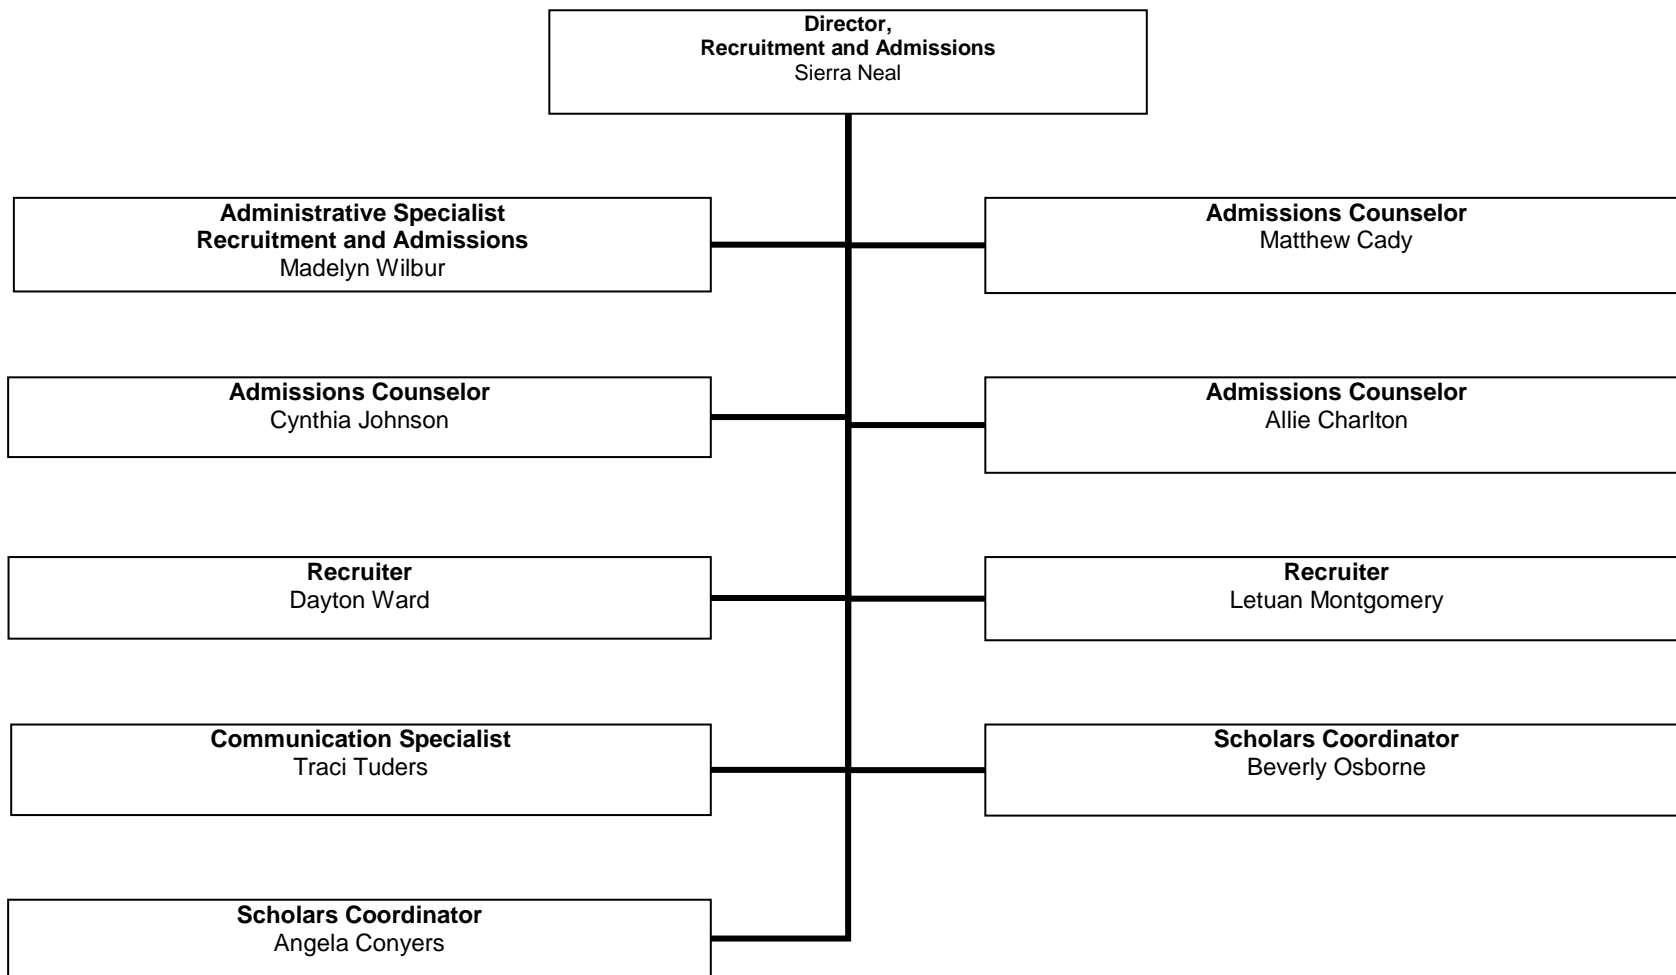 Director,
Recruitment and Admissions
Sierra Neal
Administrative Specialist
Recruitment and Admissions
Madelyn Wilbur
Admissions Counselor
Matthew Cady
Admissions Counselor
Cynthia Johnson
Admissions Counselor
Allie Charlton
Recruiter
Dayton Ward
Recruiter
Letuan Montgomery
Communication Specialist
Traci Tuders
Scholars Coordinator
Beverly Osborne
Scholars Coordinator
Angela Conyers